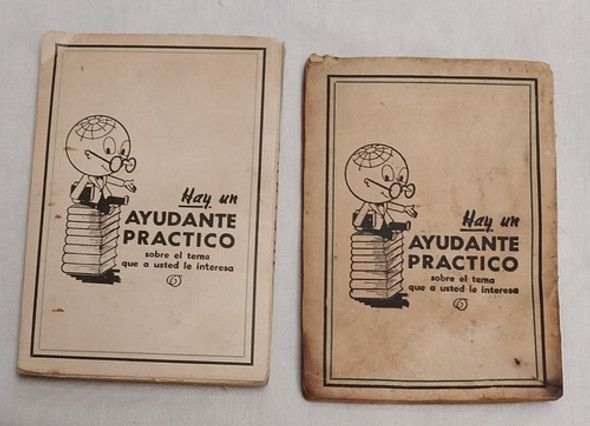 Hay un
AYUDANTE
PRACTICO
sobre el tema
que a usted le interesa
Hay un
AYUDANTE
PRACTICO
sobre el tema
que a usted le interesa